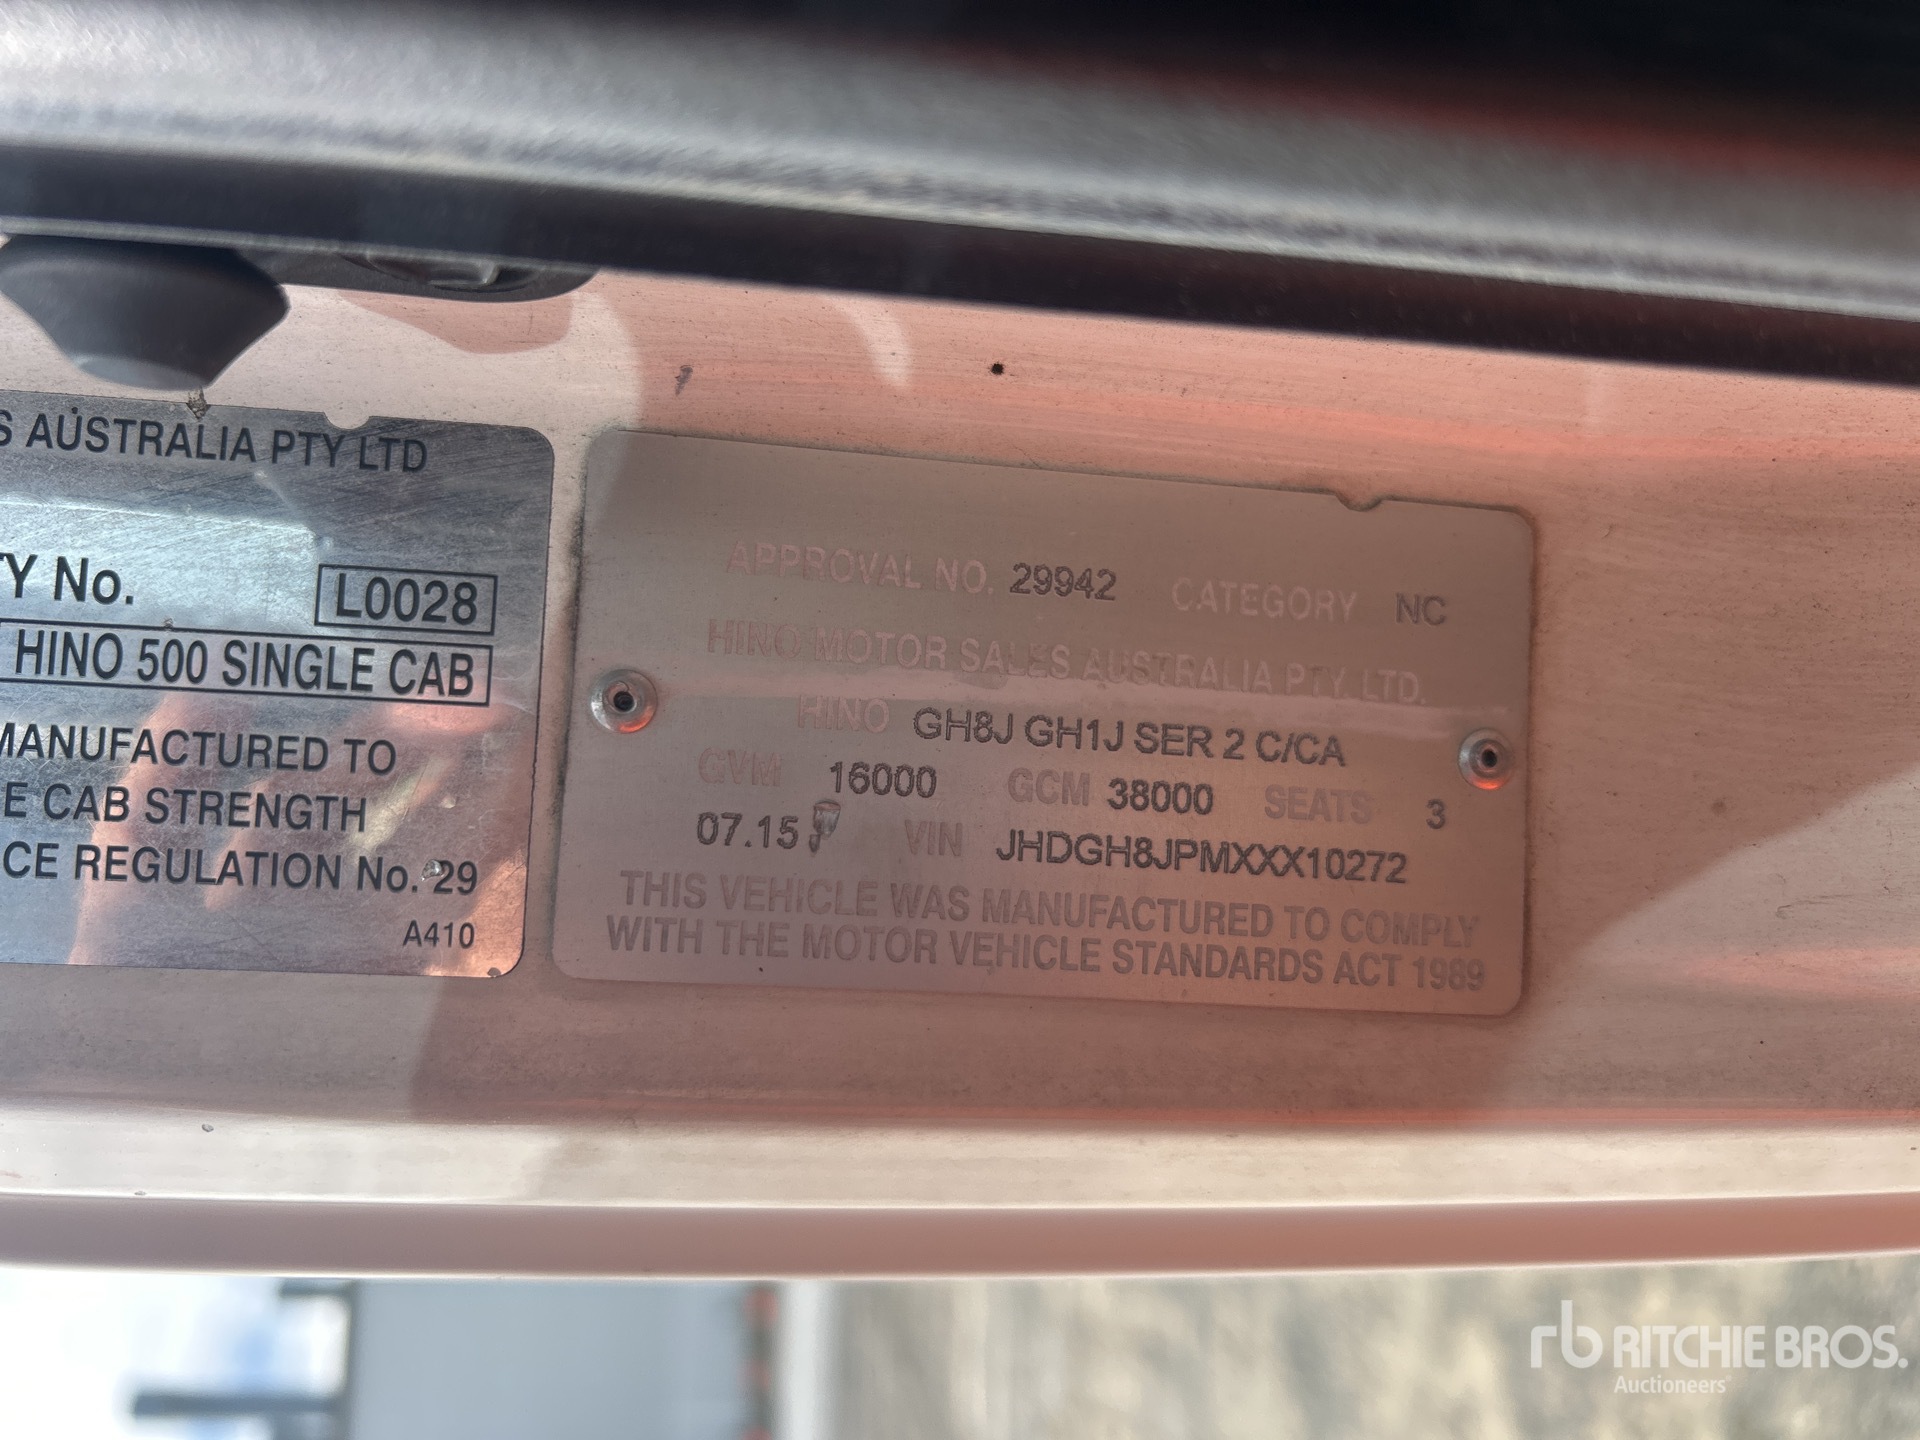 S AUSTRALIA PTY LTD
TY No. L0028
HINO 500 SINGLE CAB
MANUFACTURED TO
E CAB STRENGTH
CE REGULATION No. 29
A410
APPROVAL NO. 29942 CATEGORY NC
HINO MOTOR SALES AUSTRALIA PTY. LTD.
HINO GH8J GH1J SER 2 C/CA
GVM 16000 GCM 38000 SEATS 3
07.15 VIN JHDGH8JPMXXX10272
THIS VEHICLE WAS MANUFACTURED TO COMPLY
WITH THE MOTOR VEHICLE STANDARDS ACT 1989
rb RITCHIE BROS.
Auctioneers